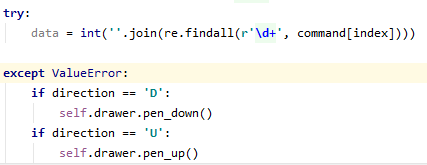 try:
    data = int(''.join(re.findall(r'\d+', command[index])))
except ValueError:
    if direction == 'D':
        self.drawer.pen_down()
    if direction == 'U':
        self.drawer.pen_up()